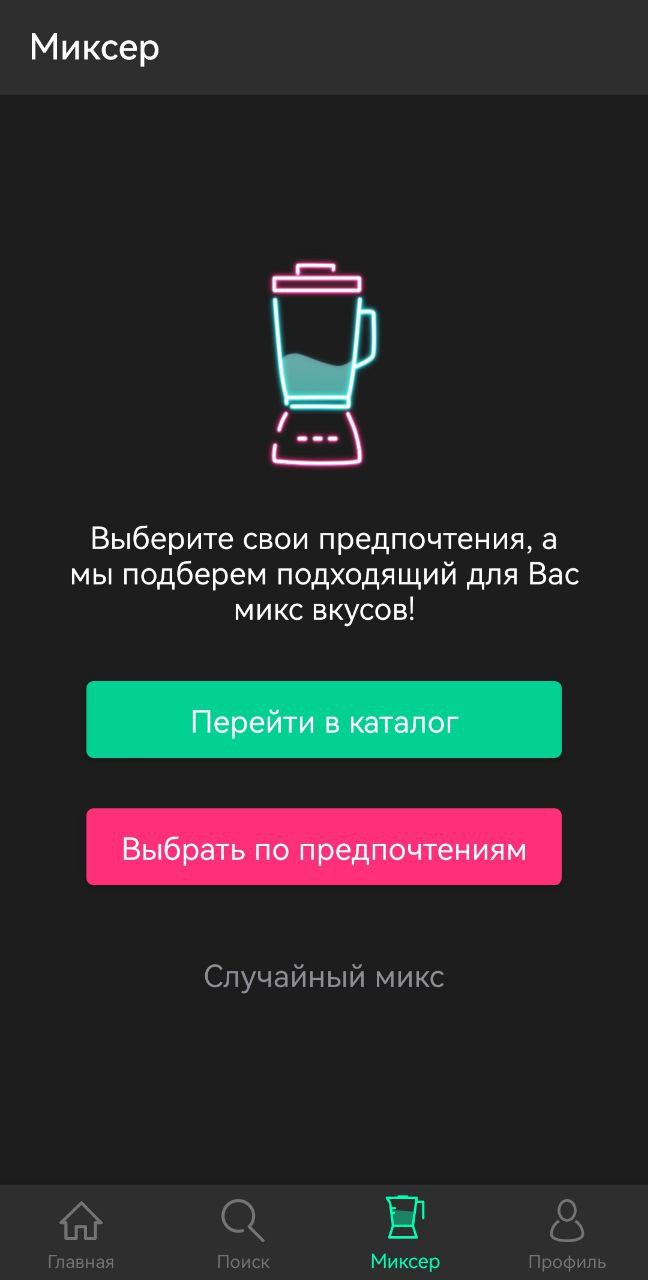 Миксер
Выберите свои предпочтения, а
мы подберем подходящий для Вас
микс вкусов!
Перейти в каталог
Выбрать по предпочтениям
Случайный микс
Главная
Поиск
Миксер
Профиль